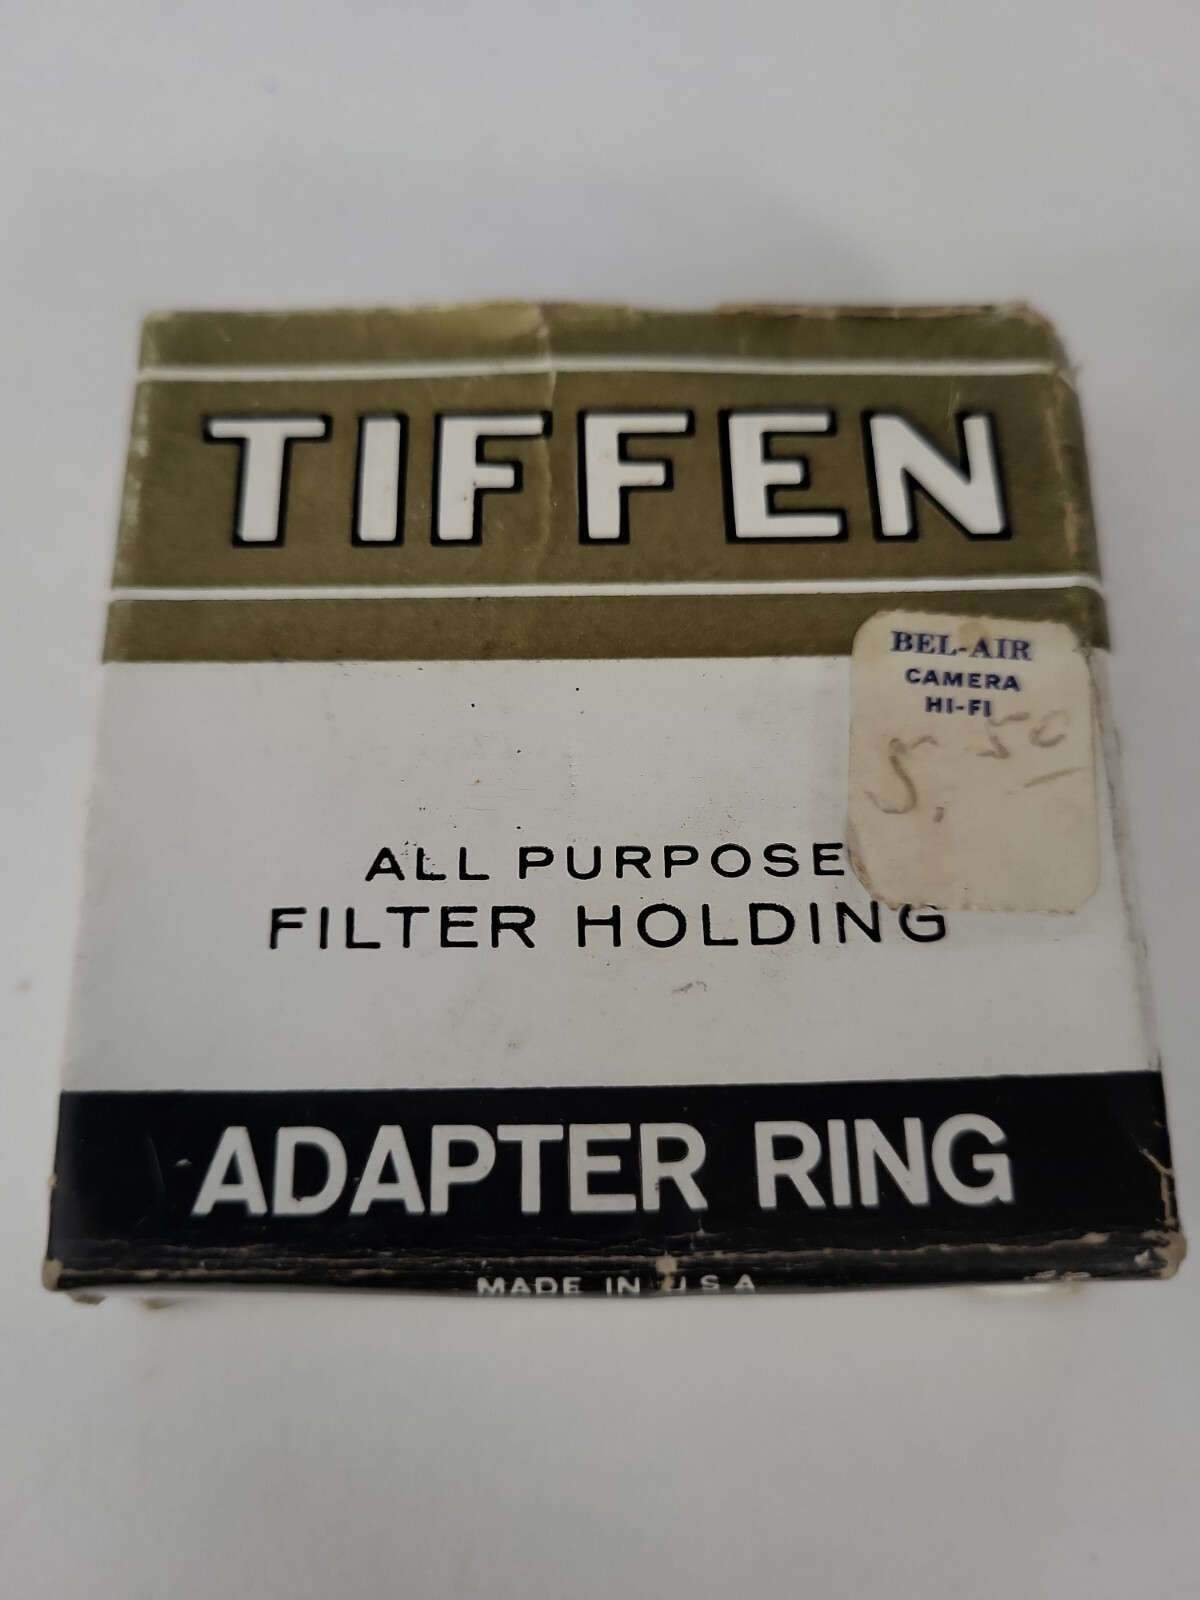 TIFFEN
BEL-AIR
CAMERA
HI-FI
5.50
ALL PURPOSE
FILTER HOLDING
ADAPTER RING
MADE IN U S A